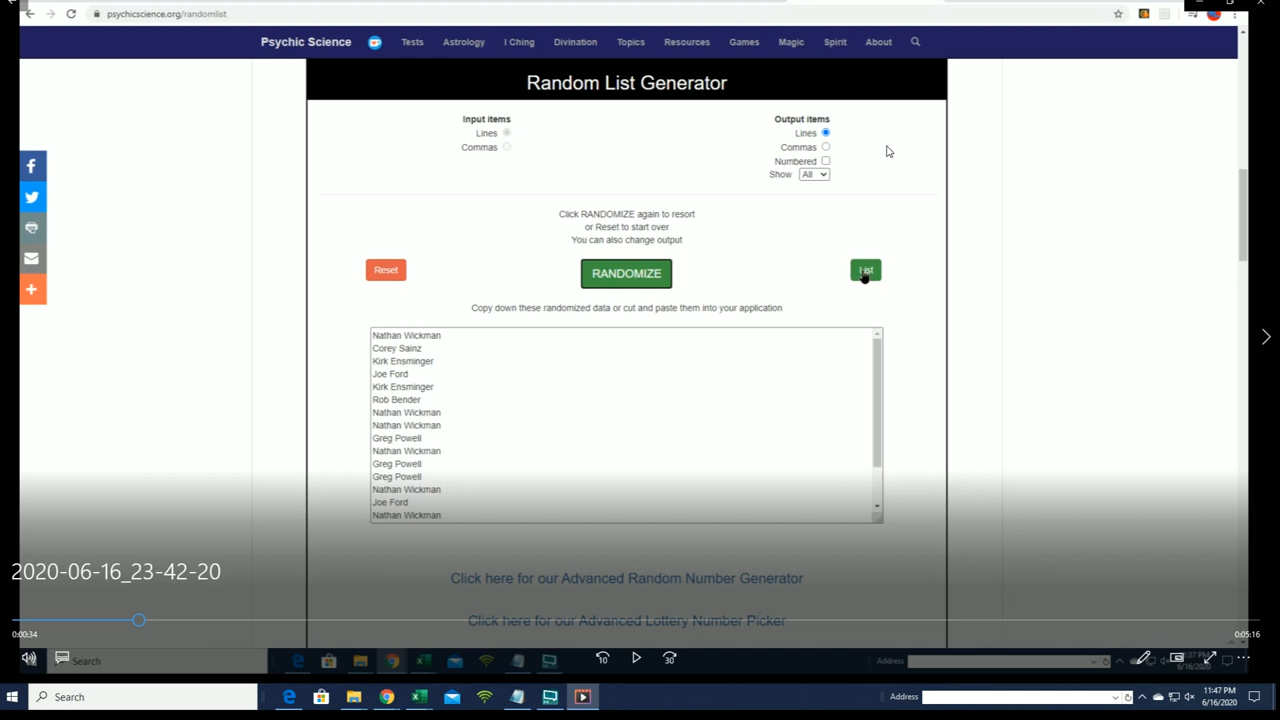 psychicscience.org/randomlist
Psychic Science Tests Astrology I Ching Divination Topics Resources Games Magic Spirit About
Random List Generator
Input items
Lines
Commas
Output items
Lines
Commas
Numbered
Show All
Click RANDOMIZE again to resort
or Reset to start over
You can also change output
Reset RANDOMIZE List
Copy down these randomized data or cut and paste them into your application
Nathan Wickman
Corey Sainz
Kirk Ensminger
Joe Ford
Kirk Ensminger
Rob Bender
Nathan Wickman
Nathan Wickman
Greg Powell
Nathan Wickman
Greg Powell
Greg Powell
Nathan Wickman
Joe Ford
Nathan Wickman
2020-06-16_23-42-20
Click here for our Advanced Random Number Generator
Click here for our Advanced Lottery Number Picker
0:00:34 0:05:16
10 30
Search Address 6/16/2020
Search Address 11:47 PM
6/16/2020